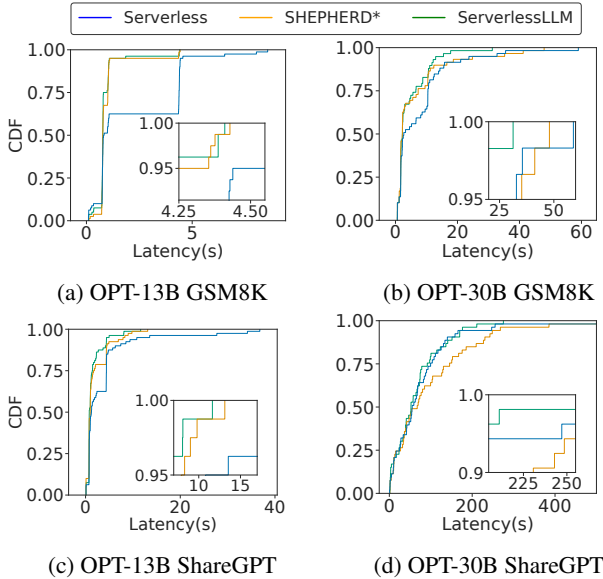 Serverless SHEPHERD* ServerlessLLM
1.00
0.75
0.50
0.25
0.00
CDF
1.00
0.95
4.25 4.50
0 5
Latency(s)
(a) OPT-13B GSM8K
1.00
0.75
0.50
0.25
0.00
1.00
0.95
25 50
0 20 40 60
Latency(s)
(b) OPT-30B GSM8K
1.00
0.75
0.50
0.25
0.00
CDF
1.00
0.95
10 15
0 20 40
Latency(s)
(c) OPT-13B ShareGPT
1.00
0.75
0.50
0.25
0.00
1.0
0.9
225 250
0 200 400
Latency(s)
(d) OPT-30B ShareGPT